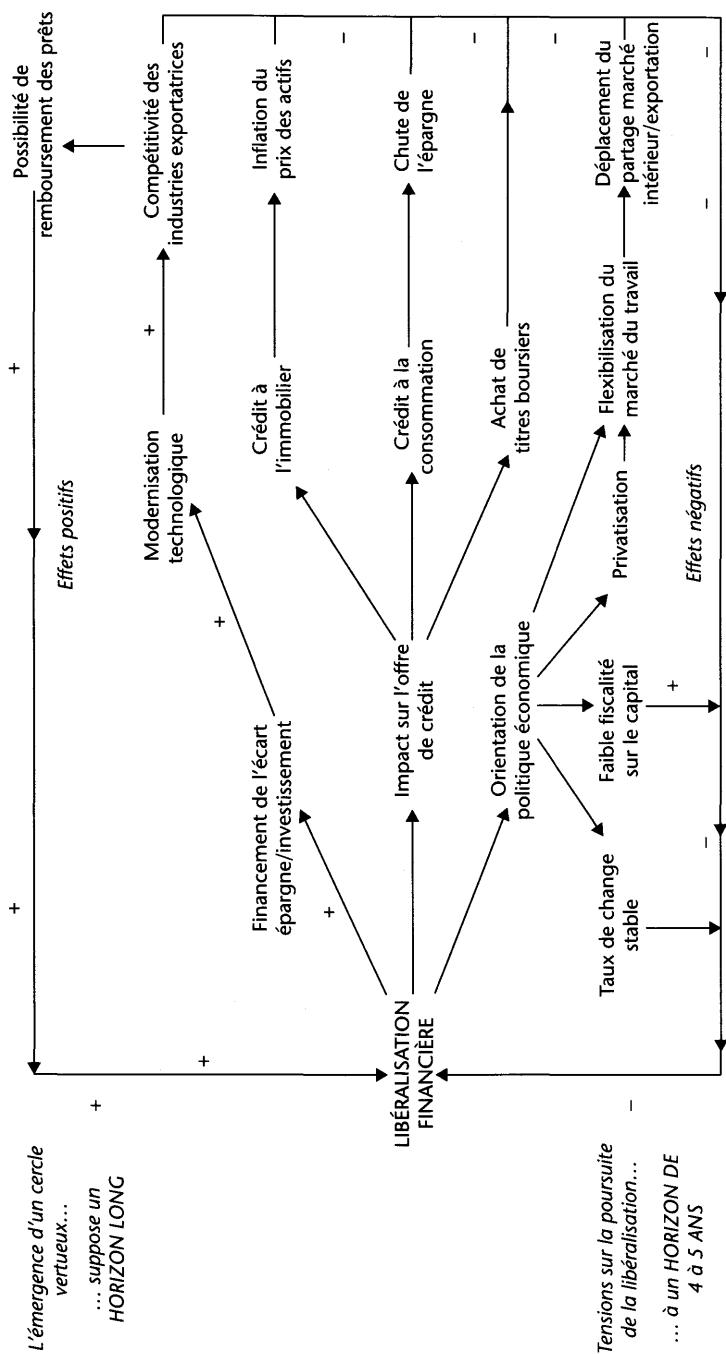 L'émergence d'un cercle
vertueux…
… suppose un
HORIZON LONG
+
+
+
+
Possibilité de
remboursement des prêts
Effets positifs
Modernisation
technologique
+
Compétitivité des
industries exportatrices
+
Financement de l'écart
épargne/investissement
+
Crédit à
l'immobilier
Inflation du
prix des actifs
–
LIBÉRALISATION
FINANCIÈRE
Impact sur l'offre
de crédit
Crédit à la
consommation
Chute de
l'épargne
–
Orientation de la
politique économique
Achat de
titres boursiers
–
Taux de change
stable
Faible fiscalité
sur le capital
Privatisation
Flexibilisation du
marché du travail
Déplacement du
partage marché
intérieur/exportation
Tensions sur la poursuite
de la libéralisation…
… à un HORIZON DE
4 à 5 ANS
–
+
Effets négatifs
–
–
–